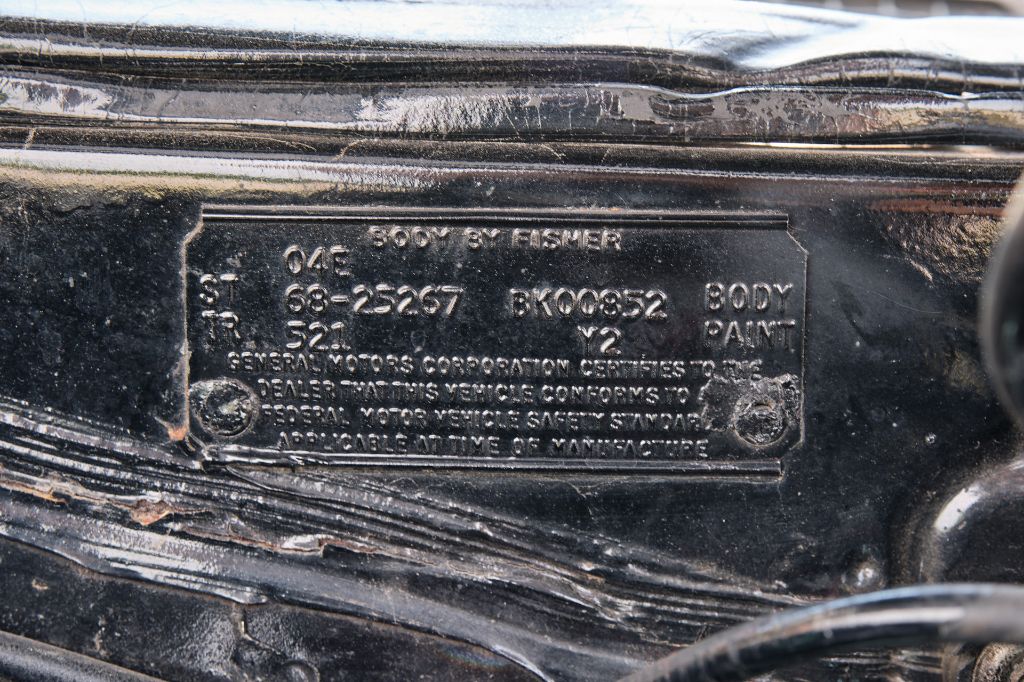 BODY BY FISHER
04E
ST 68-25267 BK00852 BODY
TR 521 Y2 PAINT
GENERAL MOTORS CORPORATION CERTIFIES TO THE
DEALER THAT THIS VEHICLE CONFORMS TO
FEDERAL MOTOR VEHICLE SAFETY STANDAR
APPLICABLE AT TIME OF MANUFACTURE